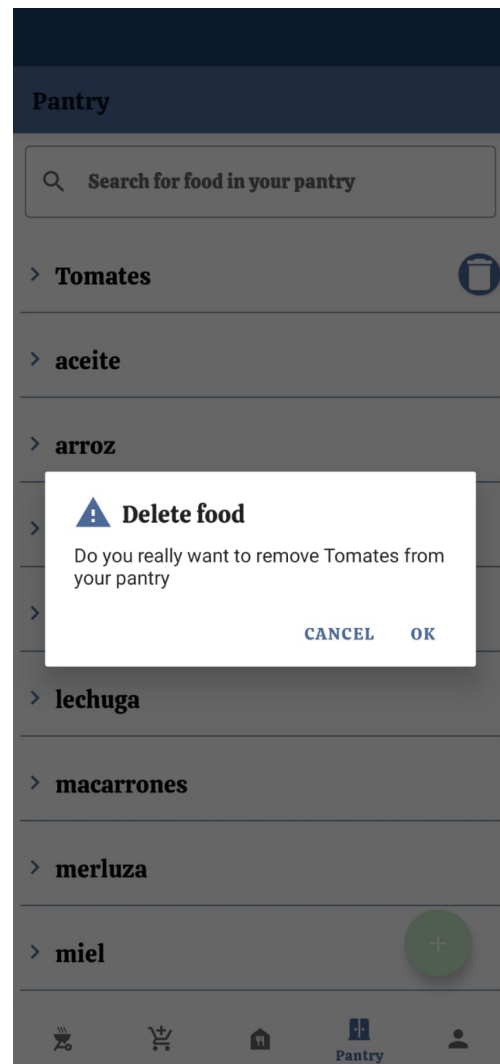 Pantry
Search for food in your pantry
Tomates
aceite
arroz
Delete food
Do you really want to remove Tomates from
your pantry
CANCEL OK
lechuga
macarrones
merluza
miel
Pantry